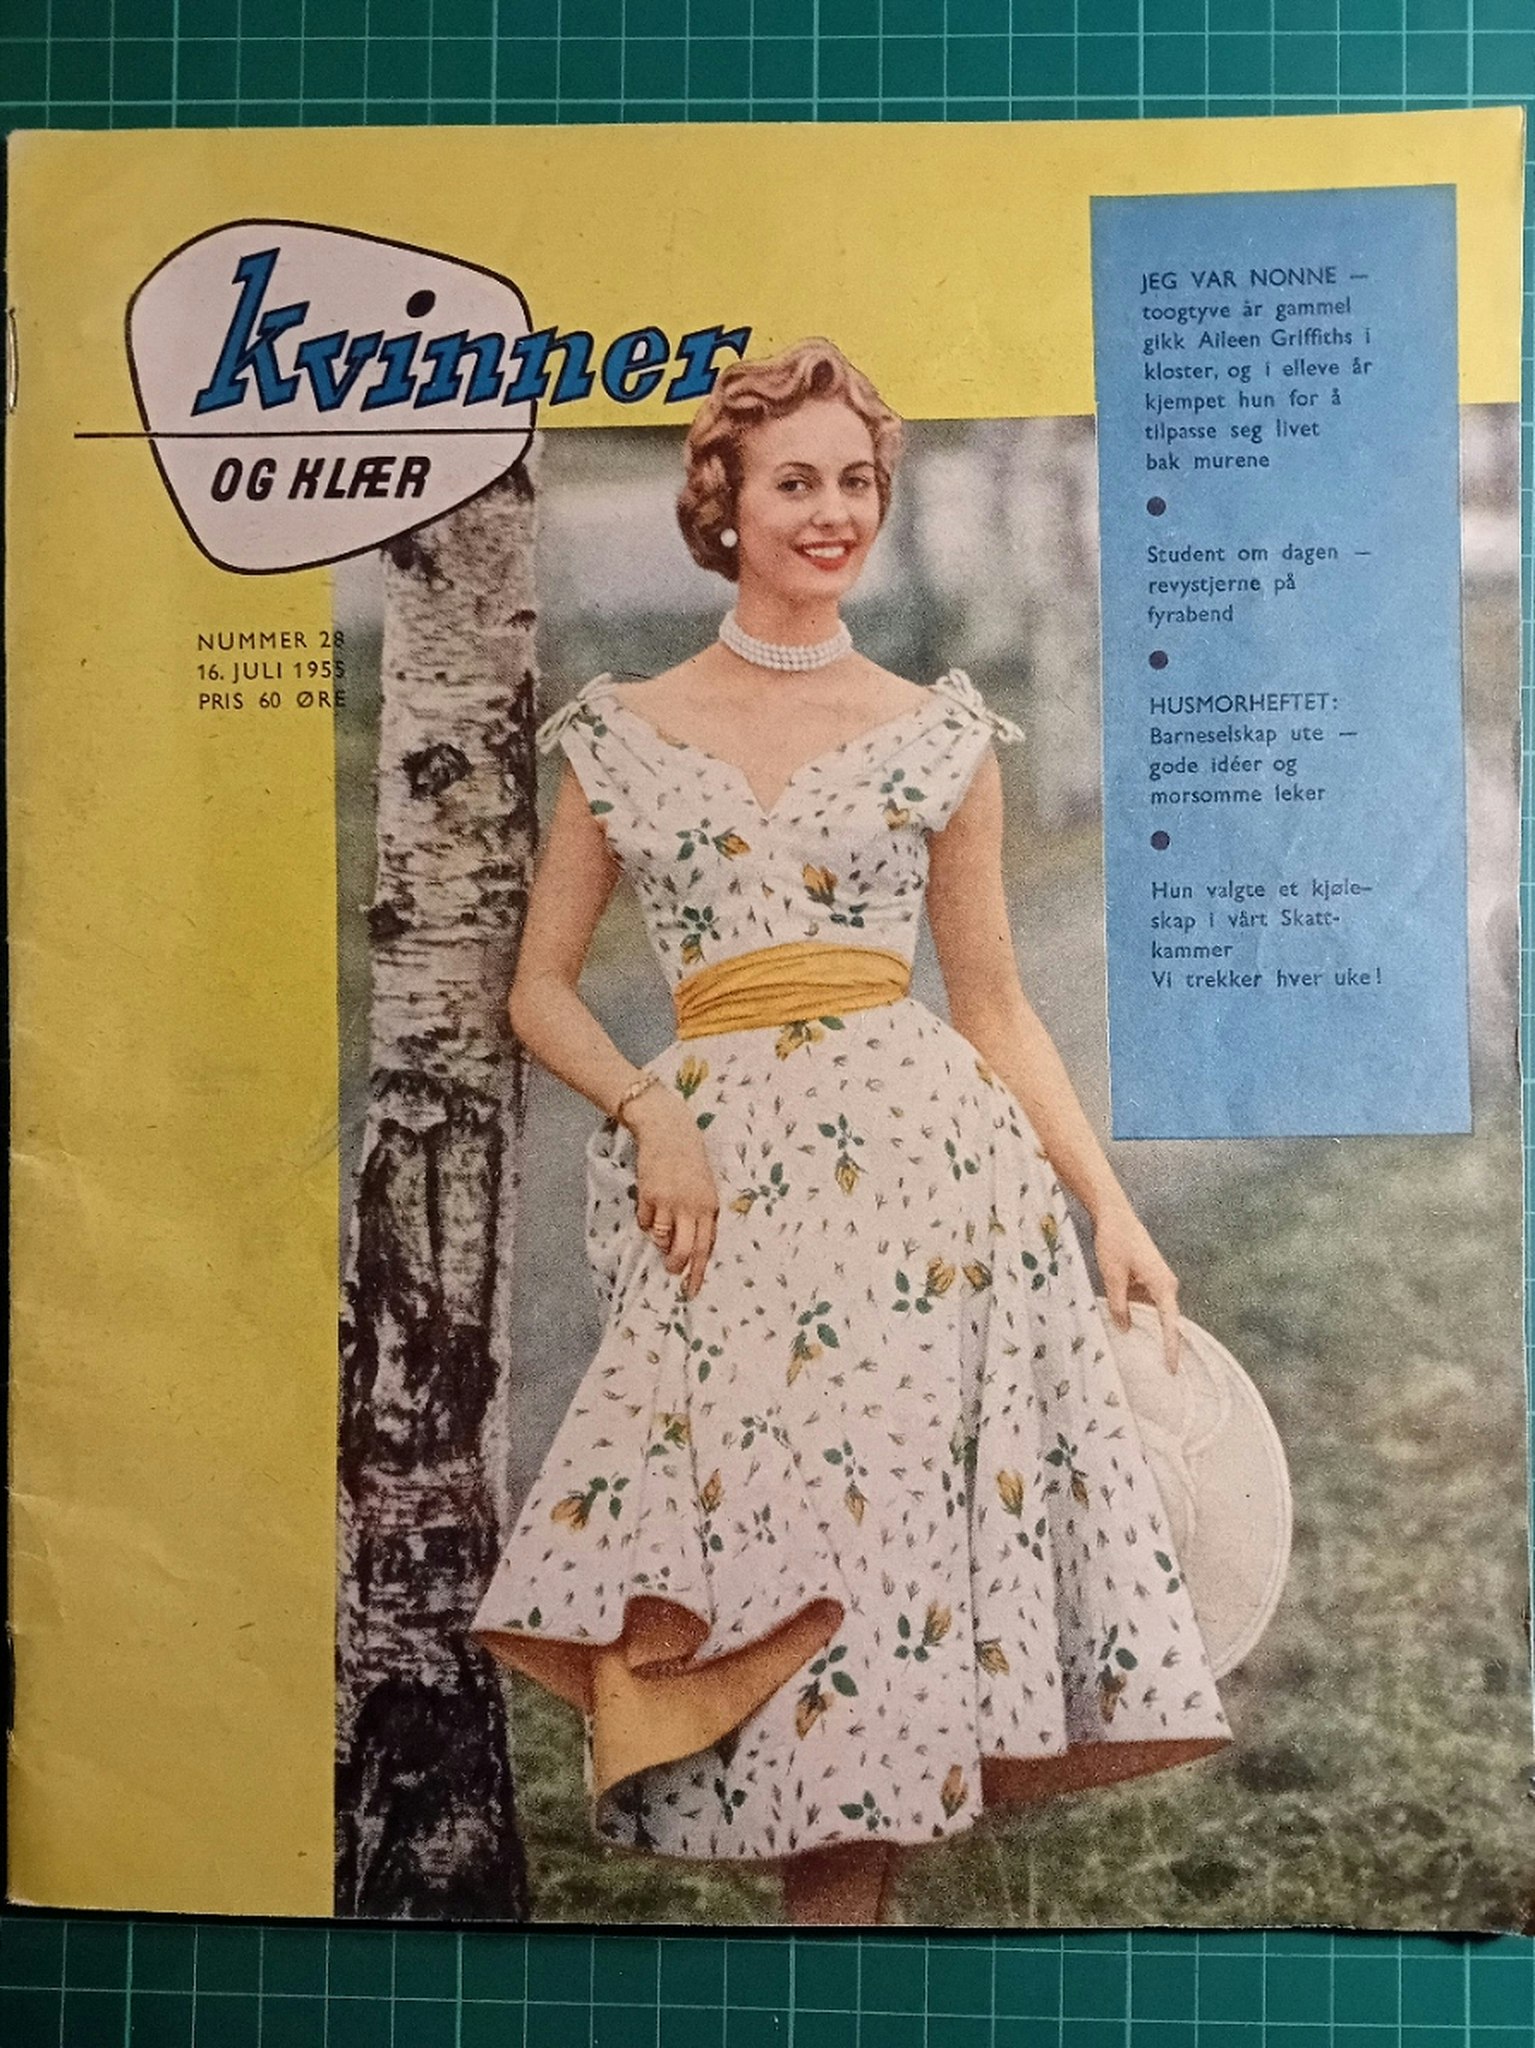 kvinner
OG KLÆR
NUMMER 28
16. JULI 1955
PRIS 60 ØRE
JEG VAR NONNE —
toogtyve år gammel
gikk Aileen Griffiths i
kloster, og i elleve år
kjempet hun for å
tilpasse seg livet
bak murene
Student om dagen —
revystjerne på
fyrabend
HUSMORHEFTET:
Barneselskap ute —
gode idéer og
morsomme leker
Hun valgte et kjøle-
skap i vårt Skatt-
kammer
Vi trekker hver uke!